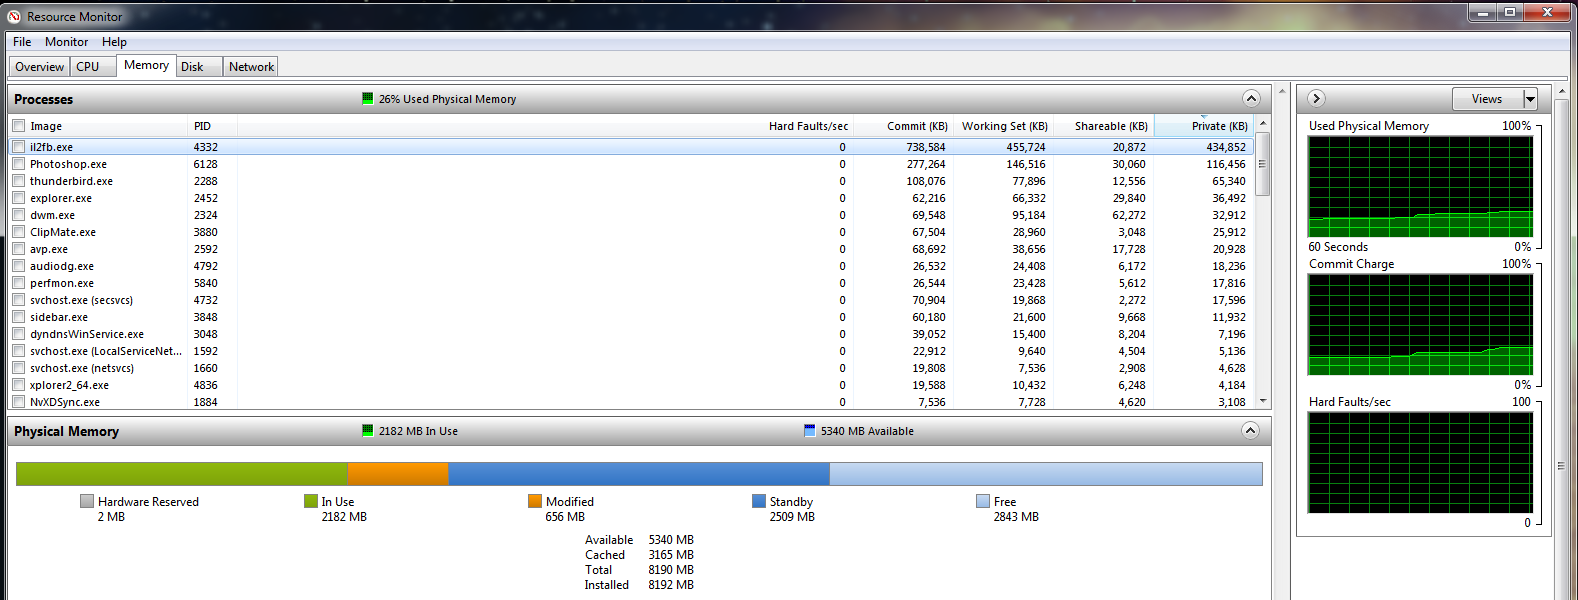 Resource Monitor
File Monitor Help
Overview CPU Memory Disk Network
Processes 26% Used Physical Memory
Image PID Hard Faults/sec Commit (KB) Working Set (KB) Shareable (KB) Private (KB)
il2fb.exe 4332 0 738,584 455,724 20,872 434,852
Photoshop.exe 6128 0 277,264 146,516 30,060 116,456
thunderbird.exe 2288 0 108,076 77,896 12,556 65,340
explorer.exe 2452 0 62,216 66,332 29,840 36,492
dwm.exe 2324 0 69,548 95,184 62,272 32,912
ClipMate.exe 3880 0 67,504 28,960 3,048 25,912
avp.exe 2592 0 68,692 38,656 17,728 20,928
audiodg.exe 4792 0 26,532 24,408 6,172 18,236
perfmon.exe 5840 0 26,544 23,428 5,612 17,816
svchost.exe (secsvcs) 4732 0 70,904 19,868 2,272 17,596
sidebar.exe 3848 0 60,180 21,600 9,668 11,932
dyndnsWinService.exe 3048 0 39,052 15,400 8,204 7,196
svchost.exe (LocalServiceNet... 1592 0 22,912 9,640 4,504 5,136
svchost.exe (netsvcs) 1660 0 19,808 7,536 2,908 4,628
xplorer2_64.exe 4836 0 19,588 10,432 6,248 4,184
NvXDSync.exe 1884 0 7,536 7,728 4,620 3,108
Physical Memory 2182 MB In Use 5340 MB Available
Hardware Reserved In Use Modified Standby Free
2 MB 2182 MB 656 MB 2509 MB 2843 MB
Available 5340 MB
Cached 3165 MB
Total 8190 MB
Installed 8192 MB
Views
Used Physical Memory 100%
60 Seconds 0%
Commit Charge 100%
0%
Hard Faults/sec 100
0